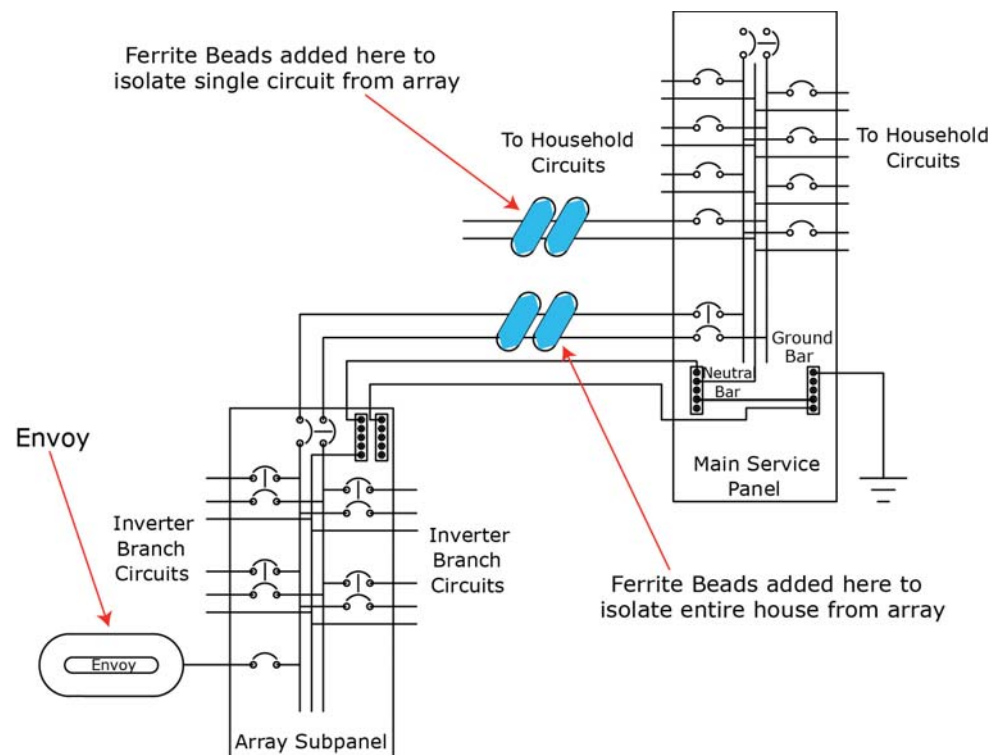 Ferrite Beads added here to
isolate single circuit from array
To Household
Circuits
To Household
Circuits
Ground
Bar
Neutral
Bar
Main Service
Panel
Envoy
Inverter
Branch
Circuits
Inverter
Branch
Circuits
Ferrite Beads added here to
isolate entire house from array
Envoy
Array Subpanel